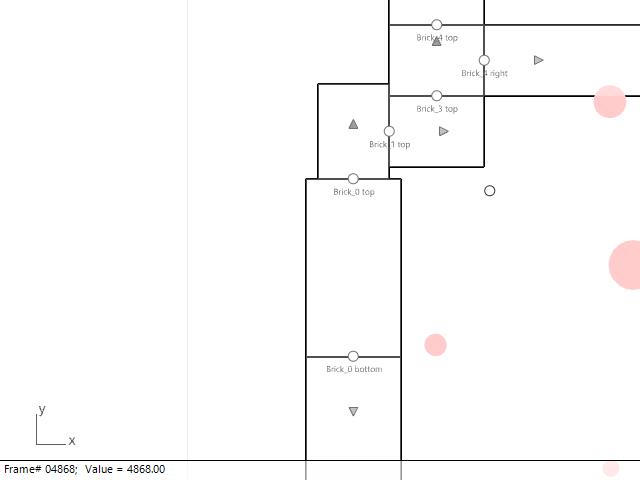 Brick_4 top
Brick_4 right
Brick_3 top
Brick_1 top
Brick_0 top
Brick_0 bottom
y
x
Frame# 04868;  Value = 4868.00